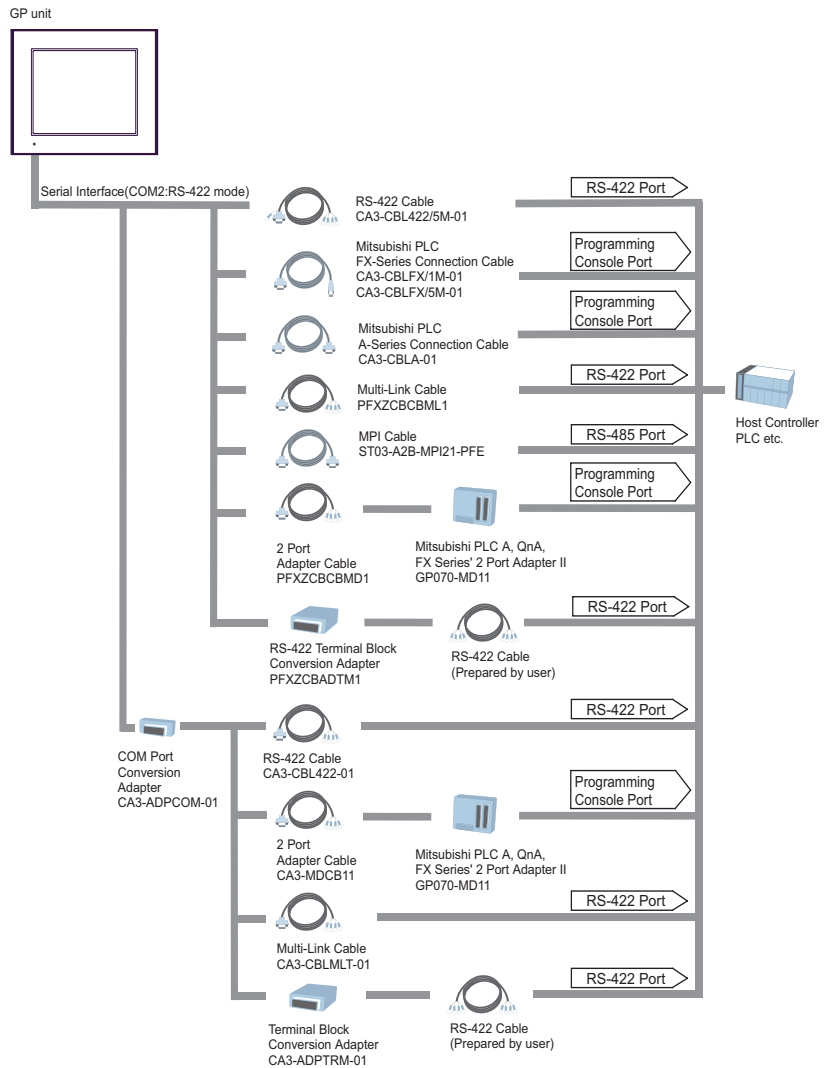 GP unit
Serial Interface(COM2:RS-422 mode)
RS-422 Cable
CA3-CBL422/5M-01
RS-422 Port
Mitsubishi PLC
FX-Series Connection Cable
CA3-CBLFX/1M-01
CA3-CBLFX/5M-01
Programming
Console Port
Mitsubishi PLC
A-Series Connection Cable
CA3-CBLA-01
Programming
Console Port
Multi-Link Cable
PFXZCBCBML1
RS-422 Port
Host Controller
PLC etc.
MPI Cable
ST03-A2B-MPI21-PFE
RS-485 Port
2 Port
Adapter Cable
PFXZCBCBMD1
Mitsubishi PLC A, QnA,
FX Series' 2 Port Adapter II
GP070-MD11
Programming
Console Port
RS-422 Terminal Block
Conversion Adapter
PFXZCBADTM1
RS-422 Cable
(Prepared by user)
RS-422 Port
COM Port
Conversion
Adapter
CA3-ADPCOM-01
RS-422 Cable
CA3-CBL422-01
RS-422 Port
2 Port
Adapter Cable
CA3-MDCB11
Mitsubishi PLC A, QnA,
FX Series' 2 Port Adapter II
GP070-MD11
Programming
Console Port
Multi-Link Cable
CA3-CBLMLT-01
RS-422 Port
Terminal Block
Conversion Adapter
CA3-ADPTRM-01
RS-422 Cable
(Prepared by user)
RS-422 Port